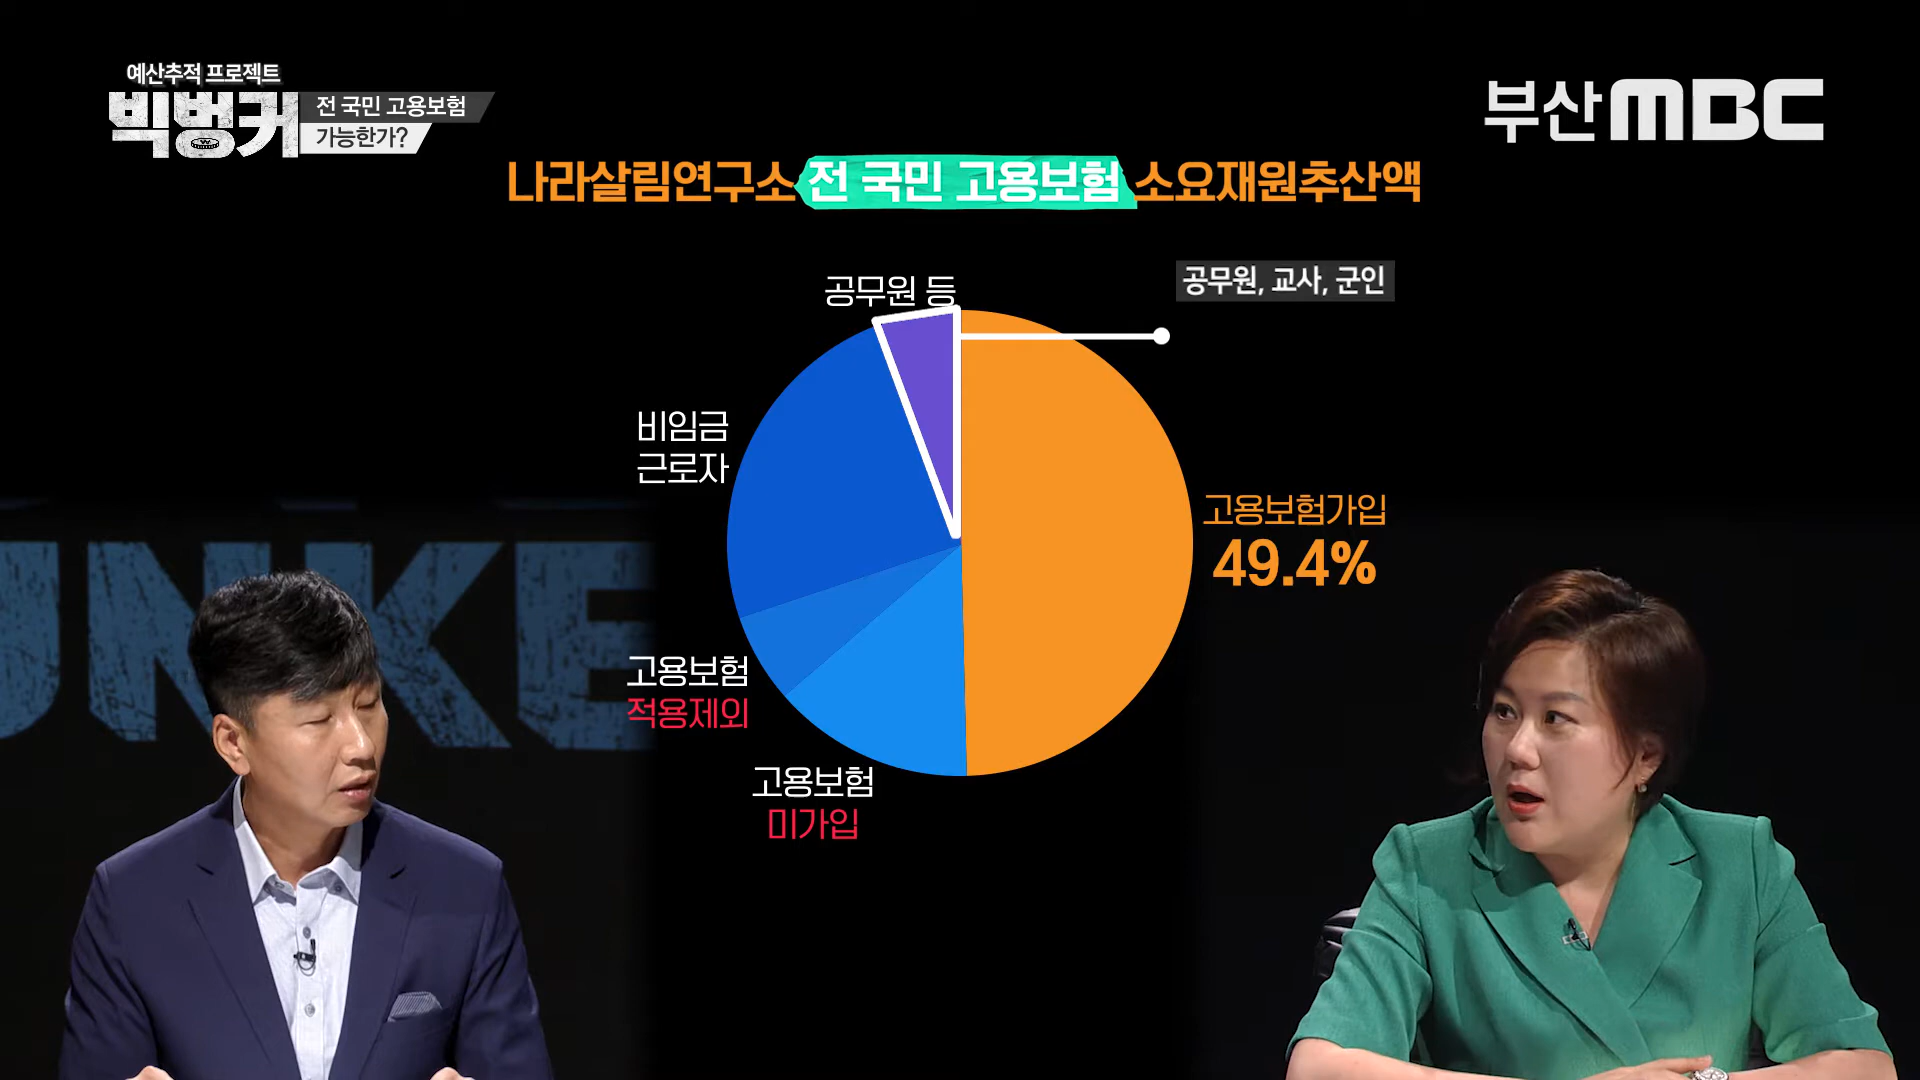 예산추적 프로젝트
빅벙커
전 국민 고용보험
가능한가?
부산MBC
나라살림연구소 전 국민 고용보험 소요재원추산액
공무원 등
공무원, 교사, 군인
비임금
근로자
고용보험가입
49.4%
고용보험
적용제외
고용보험
미가입
UNKE